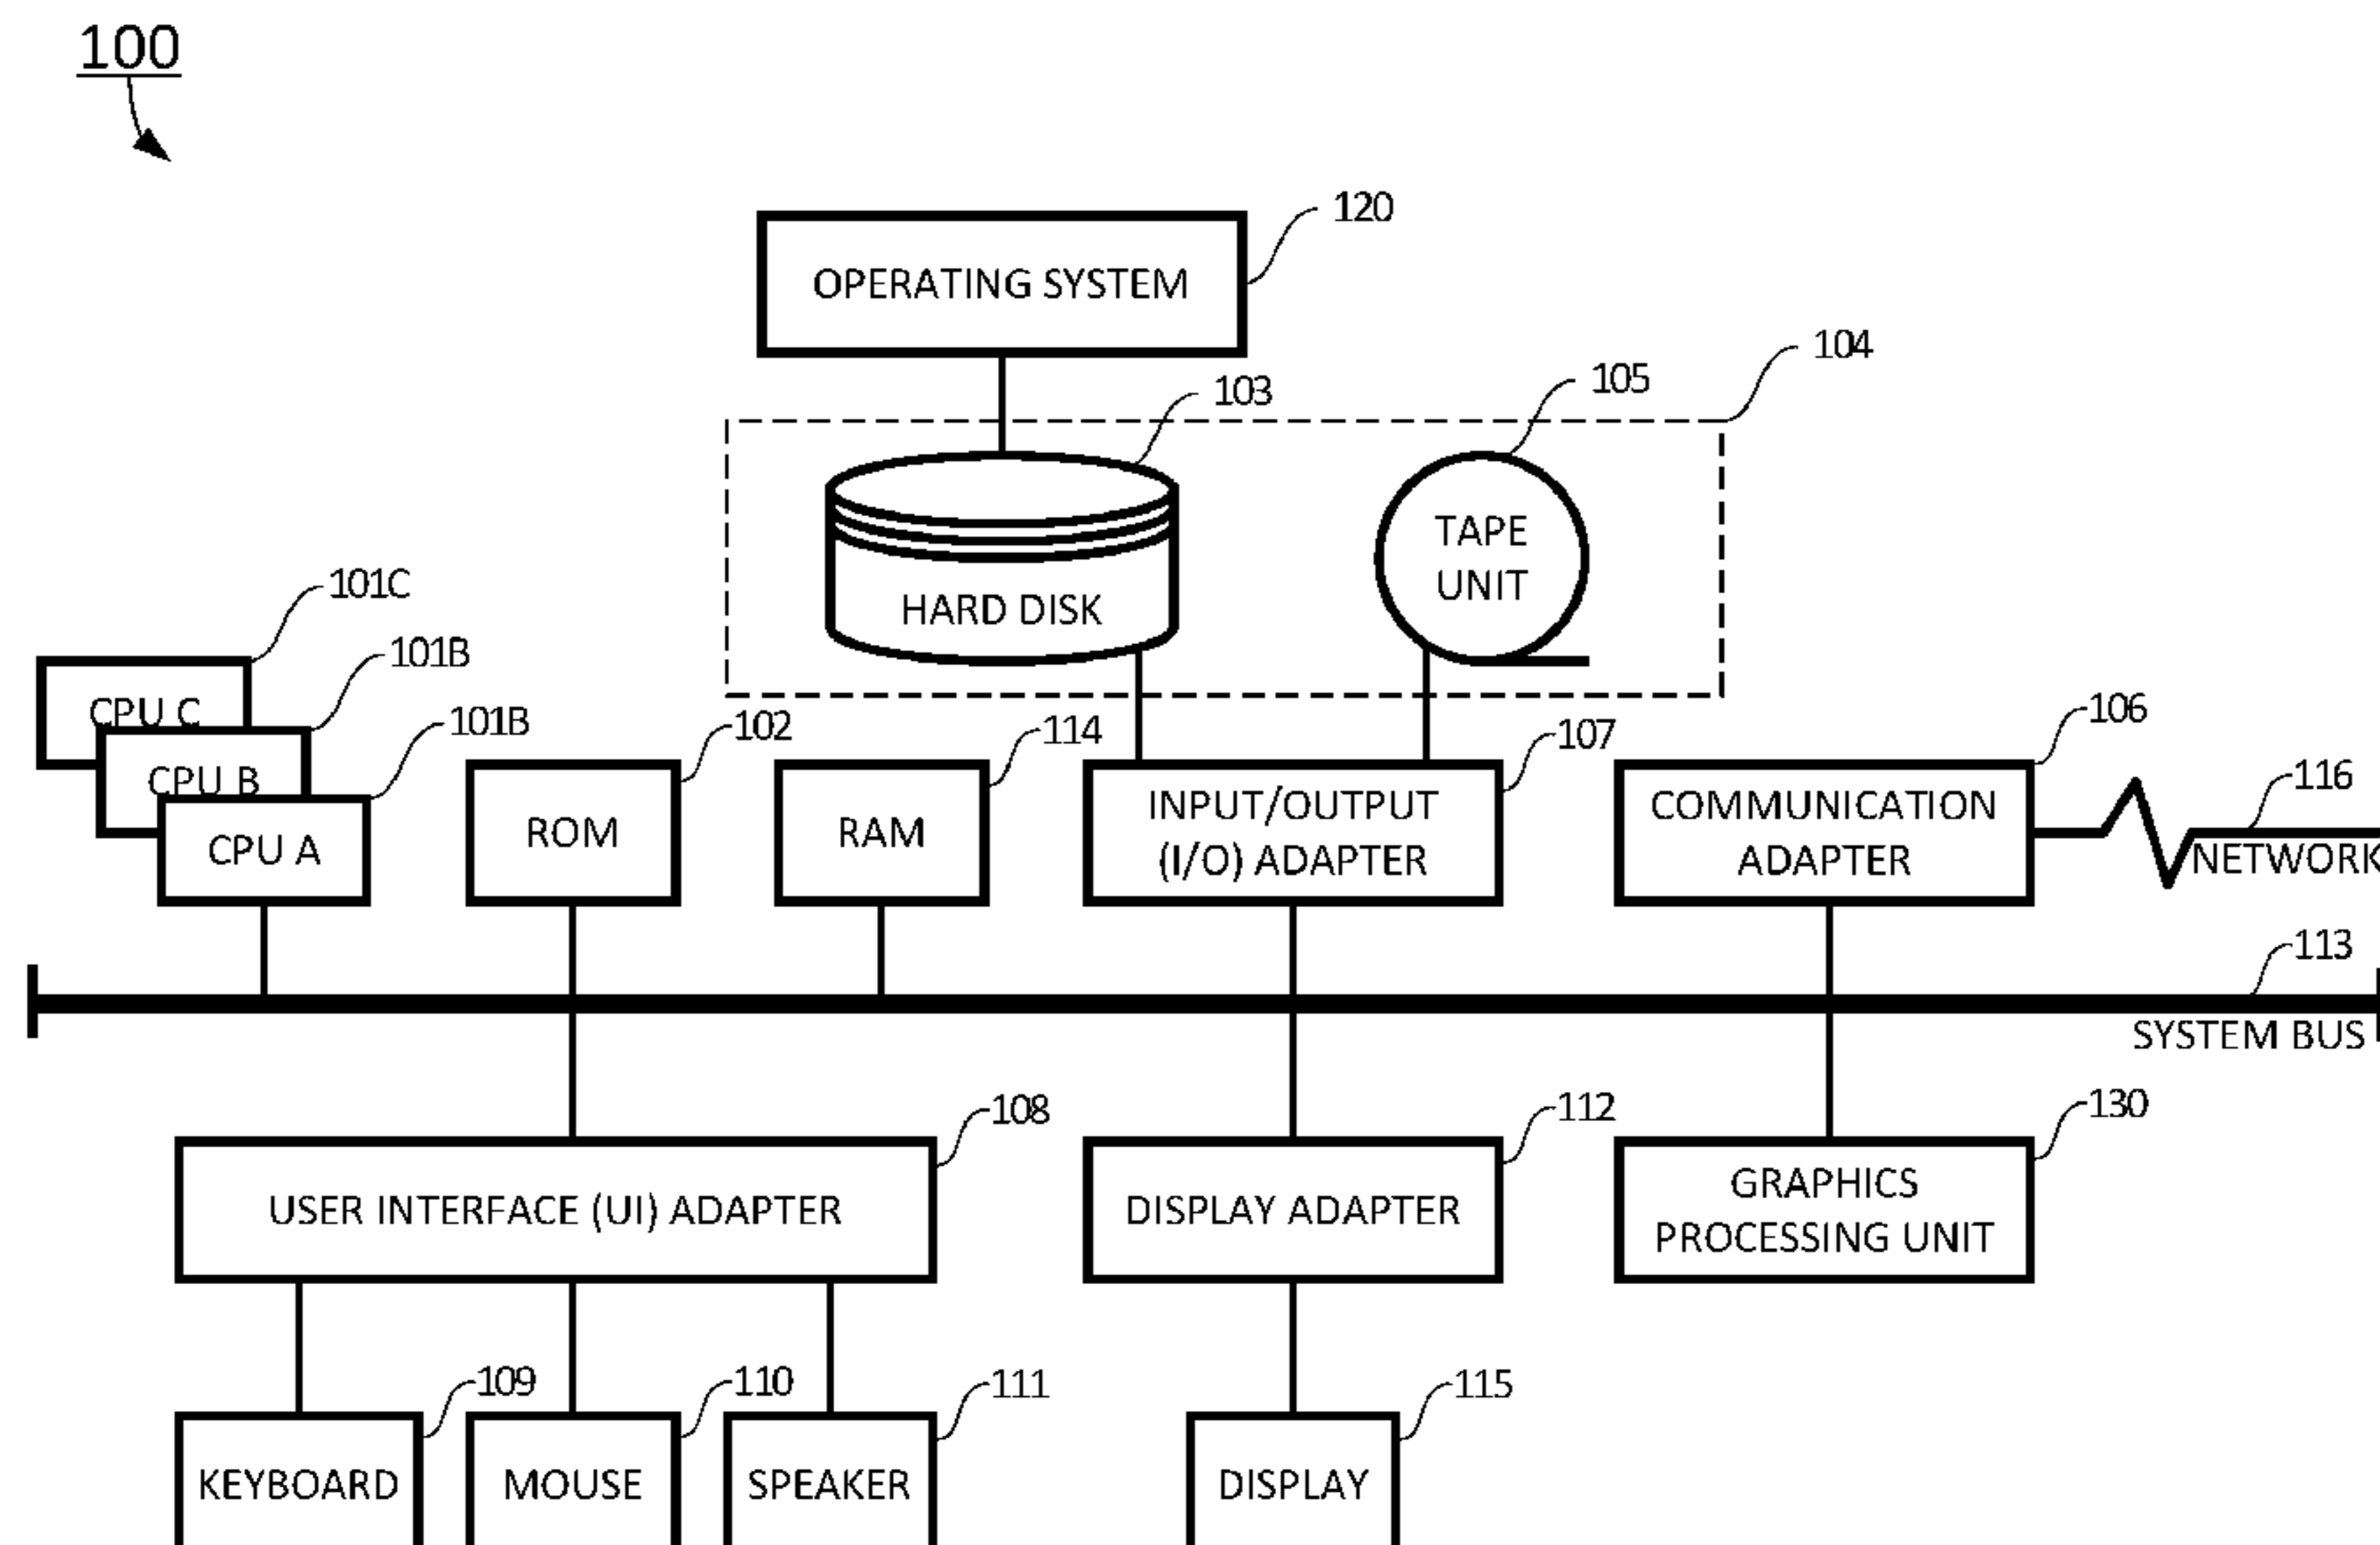 100
120
OPERATING SYSTEM
104
103
105
TAPE
UNIT
HARD DISK
101C
101B
101B
CPU C
CPU B
CPU A
102
ROM
114
RAM
107
INPUT/OUTPUT
(I/O) ADAPTER
106
COMMUNICATION
ADAPTER
116
NETWORK
113
SYSTEM BUS
108
USER INTERFACE (UI) ADAPTER
112
DISPLAY ADAPTER
130
GRAPHICS
PROCESSING UNIT
109
KEYBOARD
110
MOUSE
111
SPEAKER
115
DISPLAY